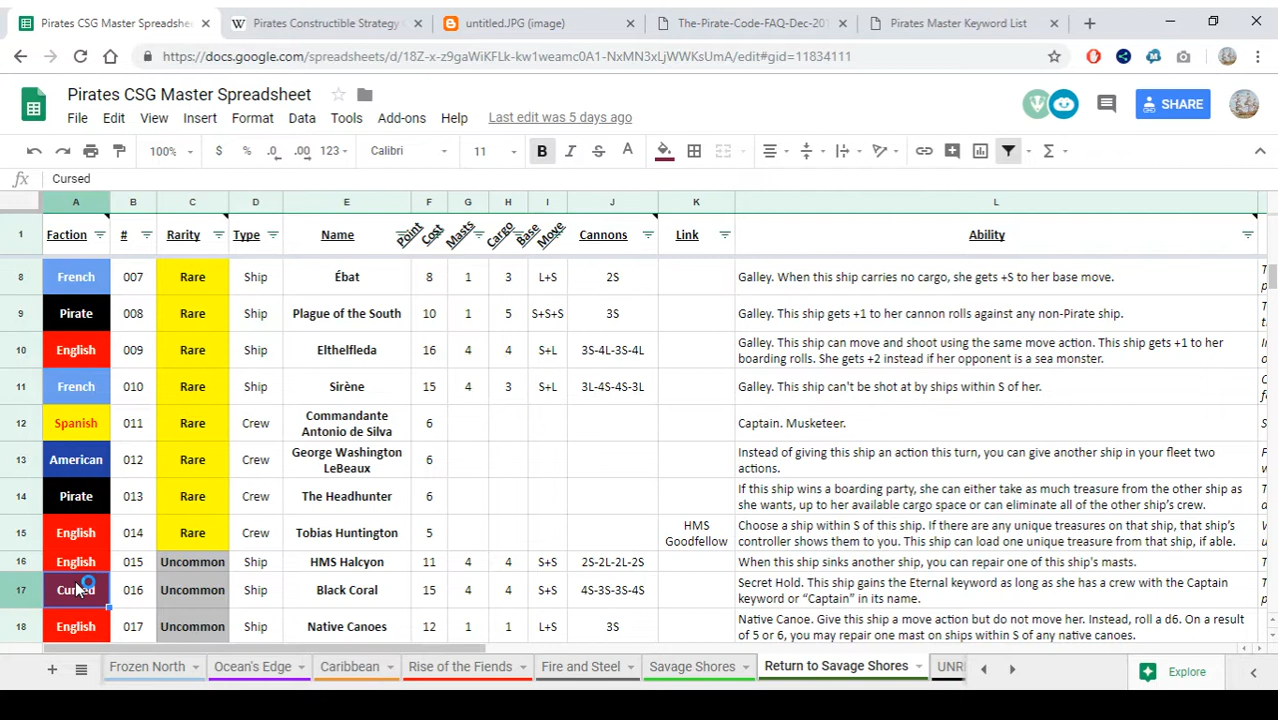 Pirates CSG Master Spreadshee
Pirates Constructible Strategy
untitled.JPG (image)
The-Pirate-Code-FAQ-Dec-201
Pirates Master Keyword List
https://docs.google.com/spreadsheets/d/18Z-x-z9gaWiKFLk-kw1weamc0A1-NxMN3xLjWWKsUmA/edit#gid=11834111
Pirates CSG Master Spreadsheet
SHARE
File Edit View Insert Format Data Tools Add-ons Help Last edit was 5 days ago
100% $ % .0 .00 123 Calibri 11 B I S A
fx Cursed
A B C D E F G H I J K L
1 Faction # Rarity Type Name Point Cost Masts Cargo Base Move Cannons Link Ability
8 French 007 Rare Ship Ébat 8 1 3 L+S 2S Galley. When this ship carries no cargo, she gets +S to her base move.
9 Pirate 008 Rare Ship Plague of the South 10 1 5 S+S+S 3S Galley. This ship gets +1 to her cannon rolls against any non-Pirate ship.
10 English 009 Rare Ship Elthelfleda 16 4 4 S+L 3S-4L-3S-4L Galley. This ship can move and shoot using the same move action. This ship gets +1 to her
boarding rolls. She gets +2 instead if her opponent is a sea monster.
11 French 010 Rare Ship Sirène 15 4 3 S+L 3L-4S-4S-3L Galley. This ship can't be shot at by ships within S of her.
12 Spanish 011 Rare Crew Commandante
Antonio de Silva 6 Captain. Musketeer.
13 American 012 Rare Crew George Washington
LeBeaux 6 Instead of giving this ship an action this turn, you can give another ship in your fleet two
actions.
14 Pirate 013 Rare Crew The Headhunter 6 If this ship wins a boarding party, she can either take as much treasure from the other ship as
she wants, up to her available cargo space or can eliminate all of the other ship's crew.
15 English 014 Rare Crew Tobias Huntington 5 HMS
Goodfellow Choose a ship within S of this ship. If there are any unique treasures on that ship, that ship's
controller shows them to you. This ship can load one unique treasure from that ship, if able.
16 English 015 Uncommon Ship HMS Halcyon 11 4 4 S+S 2S-2L-2L-2S When this ship sinks another ship, you can repair one of this ship's masts.
17 Cursed 016 Uncommon Ship Black Coral 15 4 4 S+S 4S-3S-3S-4S Secret Hold. This ship gains the Eternal keyword as long as she has a crew with the Captain
keyword or “Captain” in its name.
18 English 017 Uncommon Ship Native Canoes 12 1 1 L+S 3S Native Canoe. Give this ship a move action but do not move her. Instead, roll a d6. On a result
of 5 or 6, you may repair one mast on ships within S of any native canoes.
Frozen North Ocean's Edge Caribbean Rise of the Fiends Fire and Steel Savage Shores Return to Savage Shores UNR
Explore